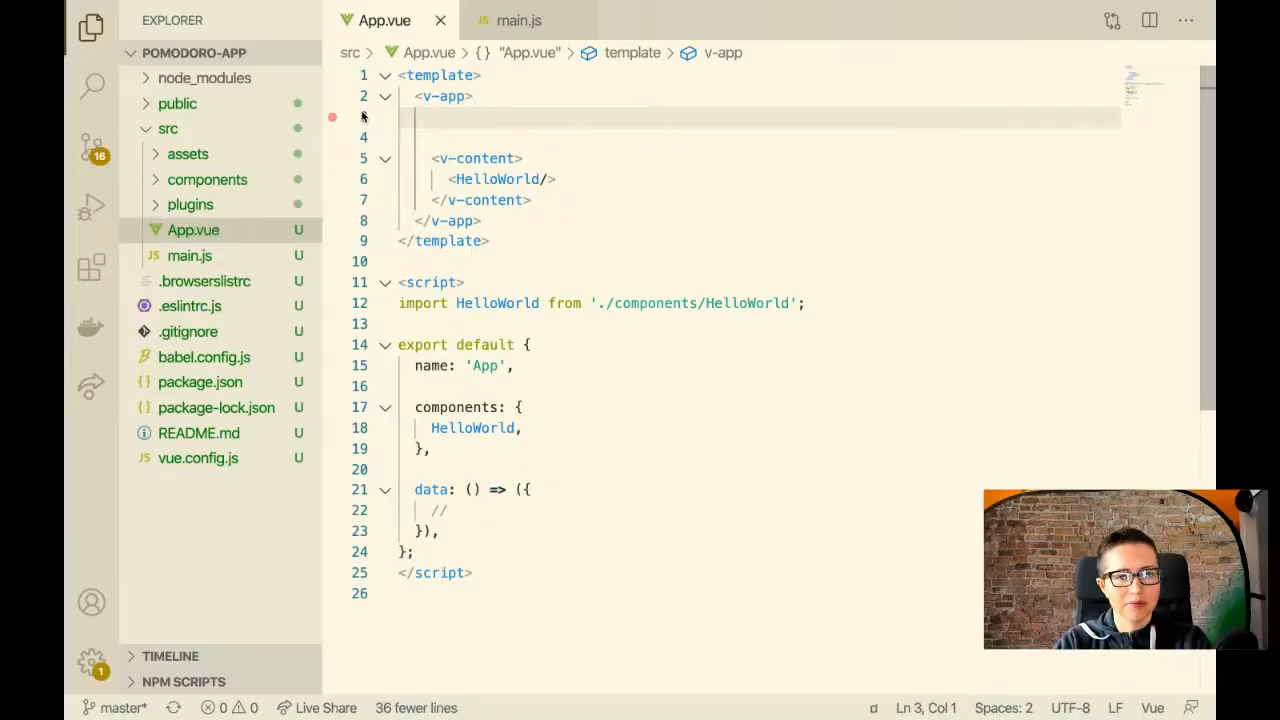 EXPLORER
App.vue
main.js
POMODORO-APP
src
App.vue
{} "App.vue"
template
v-app
node_modules
public
src
assets
components
plugins
App.vue U
main.js U
.browserslistrc U
.eslintrc.js U
.gitignore U
babel.config.js U
package.json U
package-lock.json U
README.md U
vue.config.js U
16
1 <template>
2 <v-app>
4
5 <v-content>
6 <HelloWorld/>
7 </v-content>
8 </v-app>
9 </template>
10
11 <script>
12 import HelloWorld from './components/HelloWorld';
13
14 export default {
15 name: 'App',
16
17 components: {
18 HelloWorld,
19 },
20
21 data: () => ({
22 //
23 }),
24 };
25 </script>
26
TIMELINE
NPM SCRIPTS
1
master*
0
0
Live Share
36 fewer lines
Ln 3, Col 1
Spaces: 2
UTF-8
LF
Vue